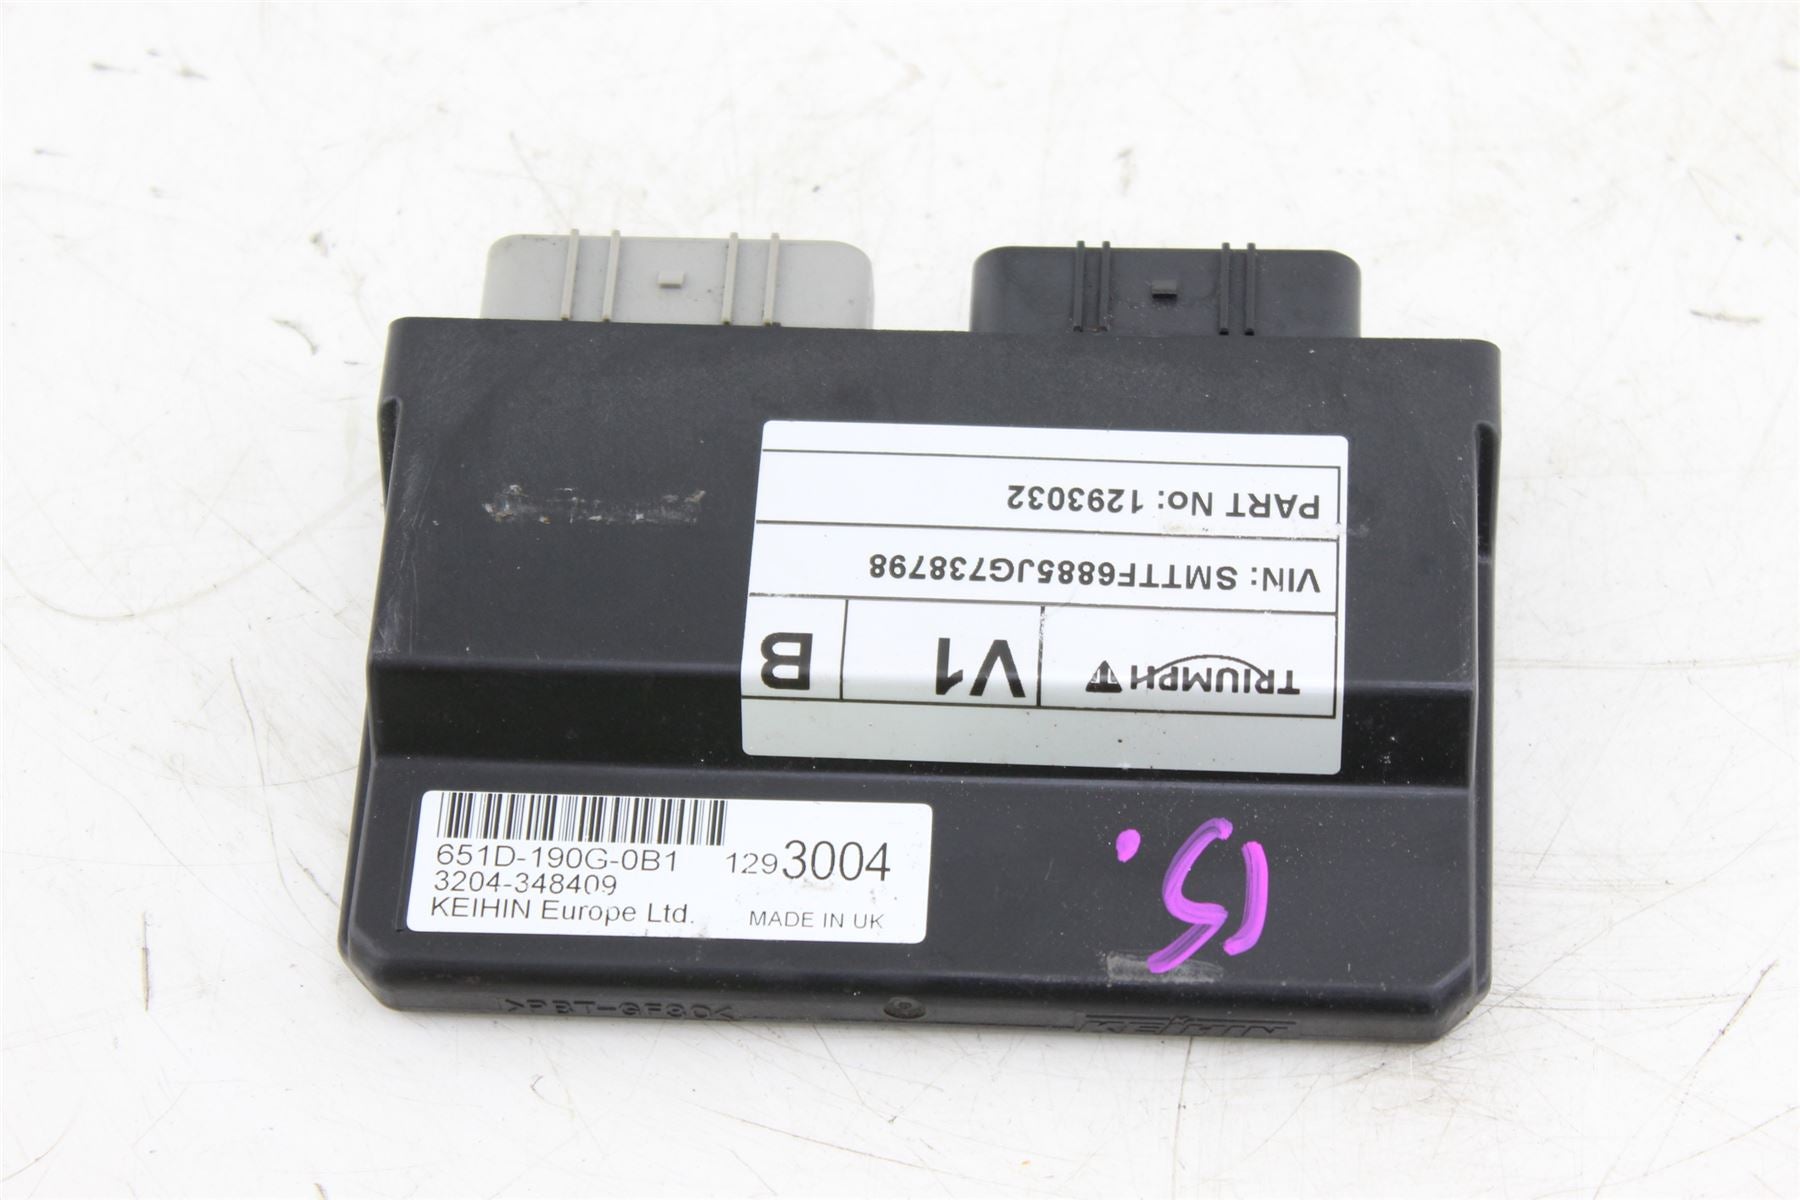 PART No: 1293032
VIN: SMTTF6885JG738798
TRIUMPH V1 B
651D-190G-0B1 1293004
3204-348409
KEIHIN Europe Ltd. MADE IN UK
15.
>PBT-GF30<
KEIHIN